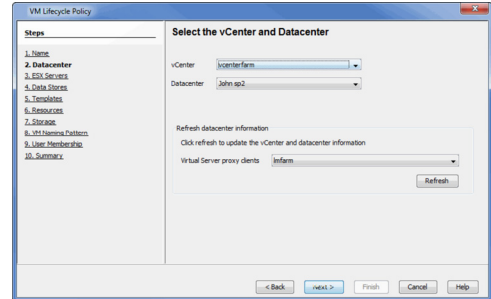 VM Lifecycle Policy
Steps
1. Name
2. Datacenter
3. ESX Servers
4. Data Stores
5. Templates
6. Resources
7. Storage
8. VM Naming Pattern
9. User Membership
10. Summary
Select the vCenter and Datacenter
vCenter vcenterfarm
Datacenter John sp2
Refresh datacenter information
Click refresh to update the vCenter and datacenter information
Virtual Server proxy clients lmfarm
Refresh
< Back Next > Finish Cancel Help